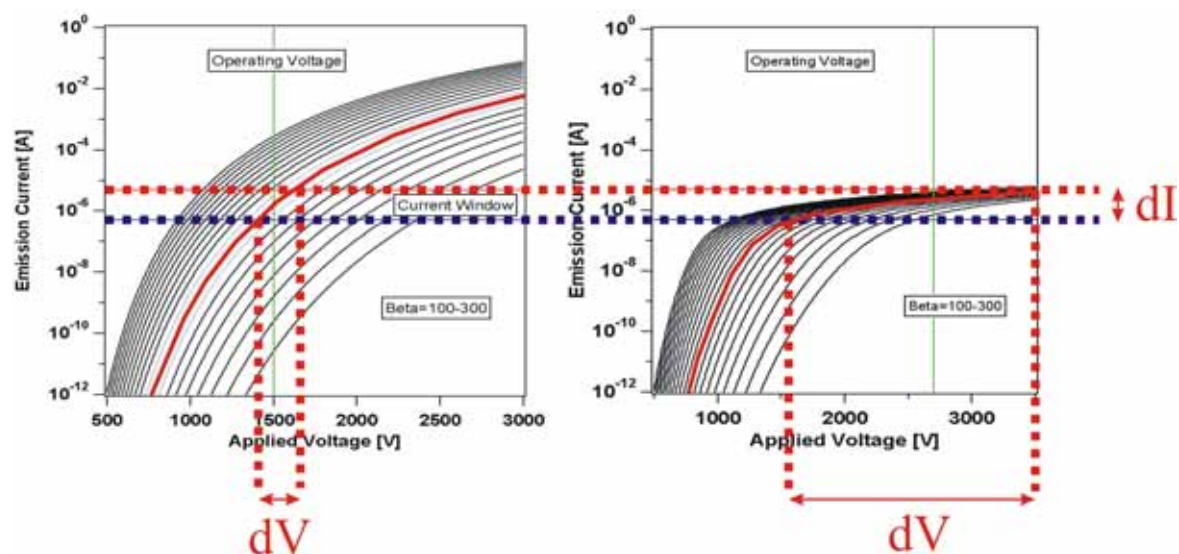 Emission Current [A]
10^0
10^-2
10^-4
10^-6
10^-8
10^-10
10^-12
Operating Voltage
Current Window
Beta=100-300
500 1000 1500 2000 2500 3000
Applied Voltage [V]
dV
Emission Current [A]
10^0
10^-2
10^-4
10^-6
10^-8
10^-10
10^-12
Operating Voltage
Beta=100-300
1000 2000 3000
Applied Voltage [V]
dV
dI